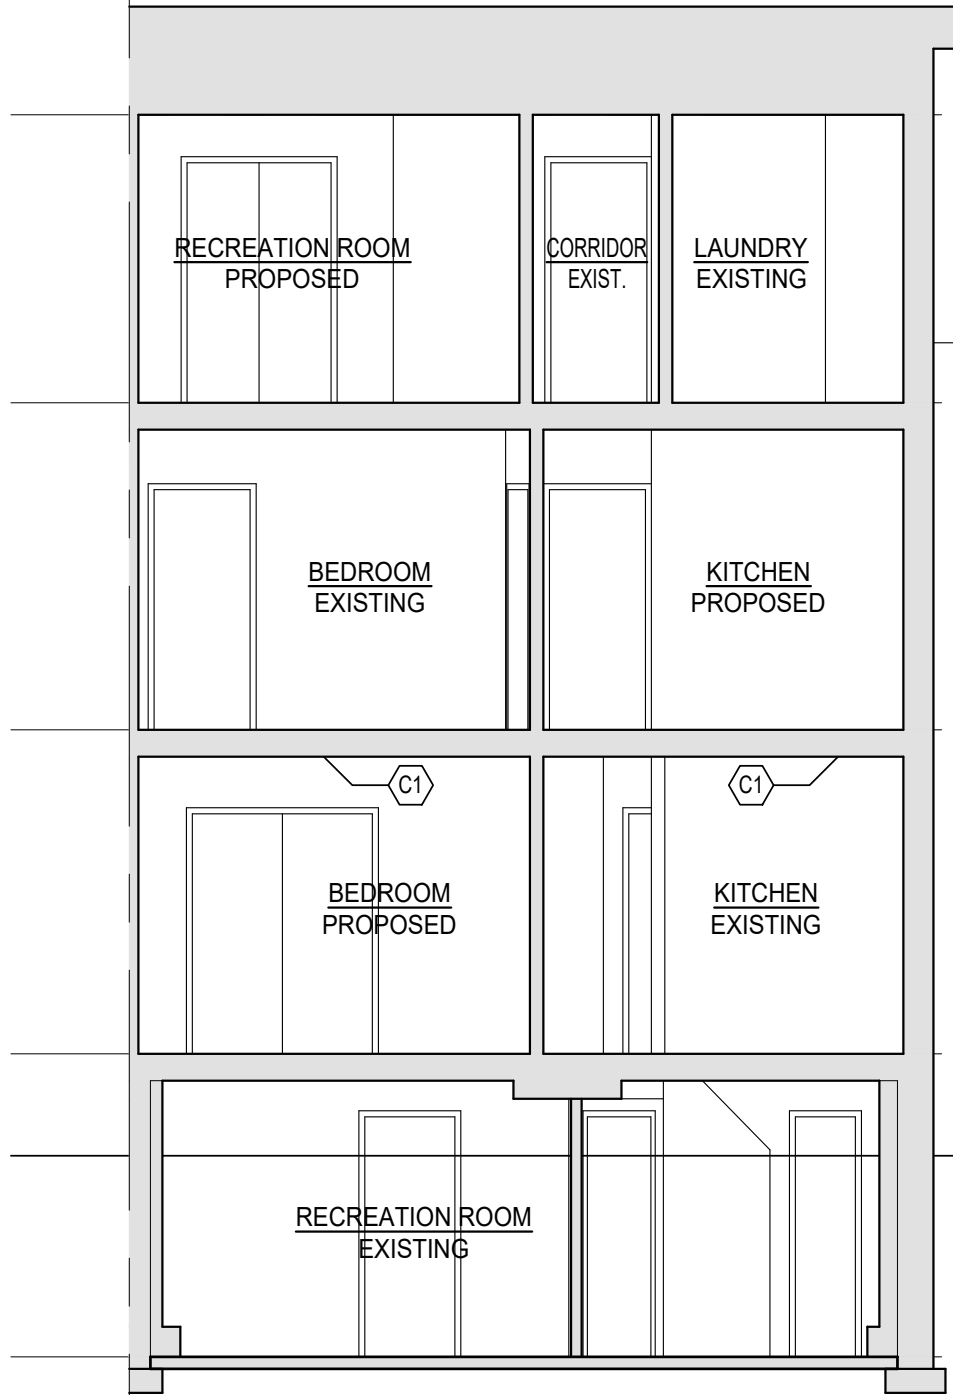 RECREATION ROOM
PROPOSED
CORRIDOR
EXIST.
LAUNDRY
EXISTING
BEDROOM
EXISTING
KITCHEN
PROPOSED
C1
C1
BEDROOM
PROPOSED
KITCHEN
EXISTING
RECREATION ROOM
EXISTING